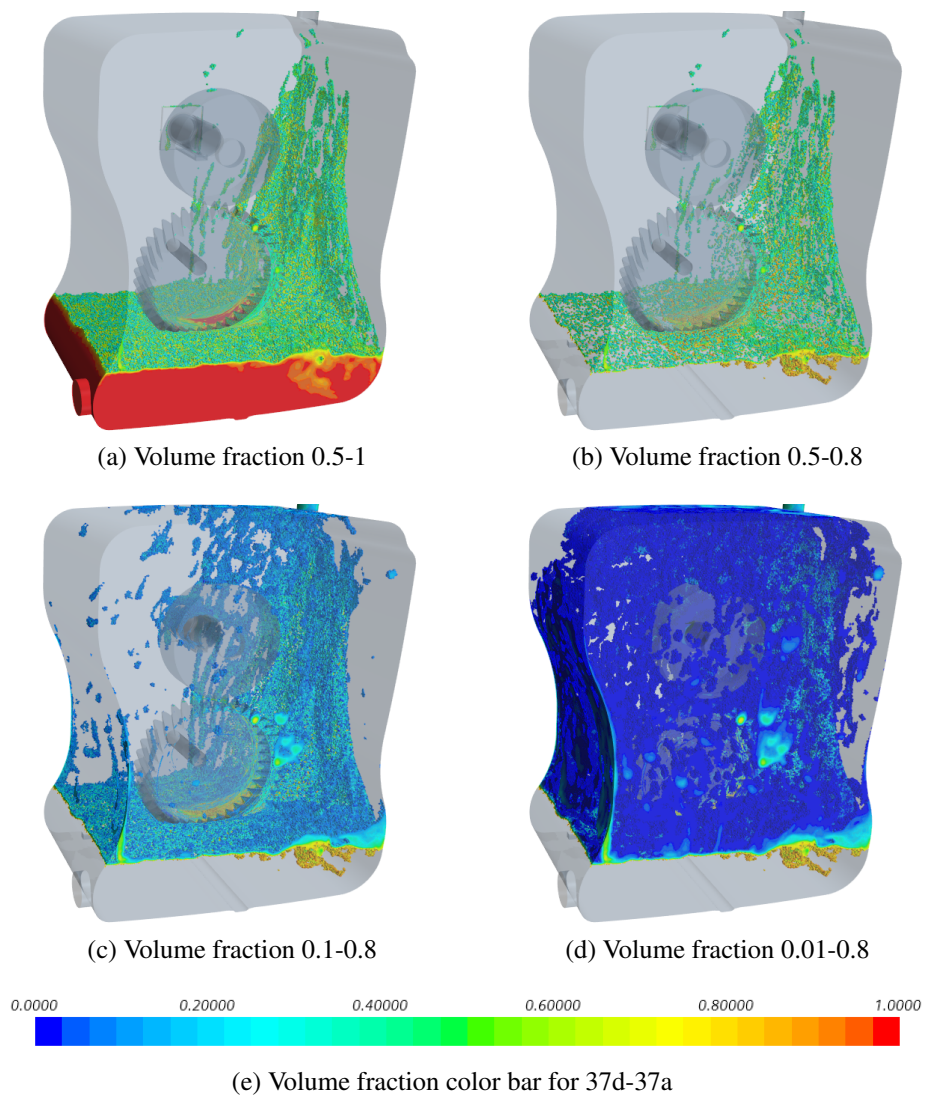 (a) Volume fraction 0.5-1
(b) Volume fraction 0.5-0.8
(c) Volume fraction 0.1-0.8
(d) Volume fraction 0.01-0.8
0.0000 0.20000 0.40000 0.60000 0.80000 1.0000
(e) Volume fraction color bar for 37d-37a